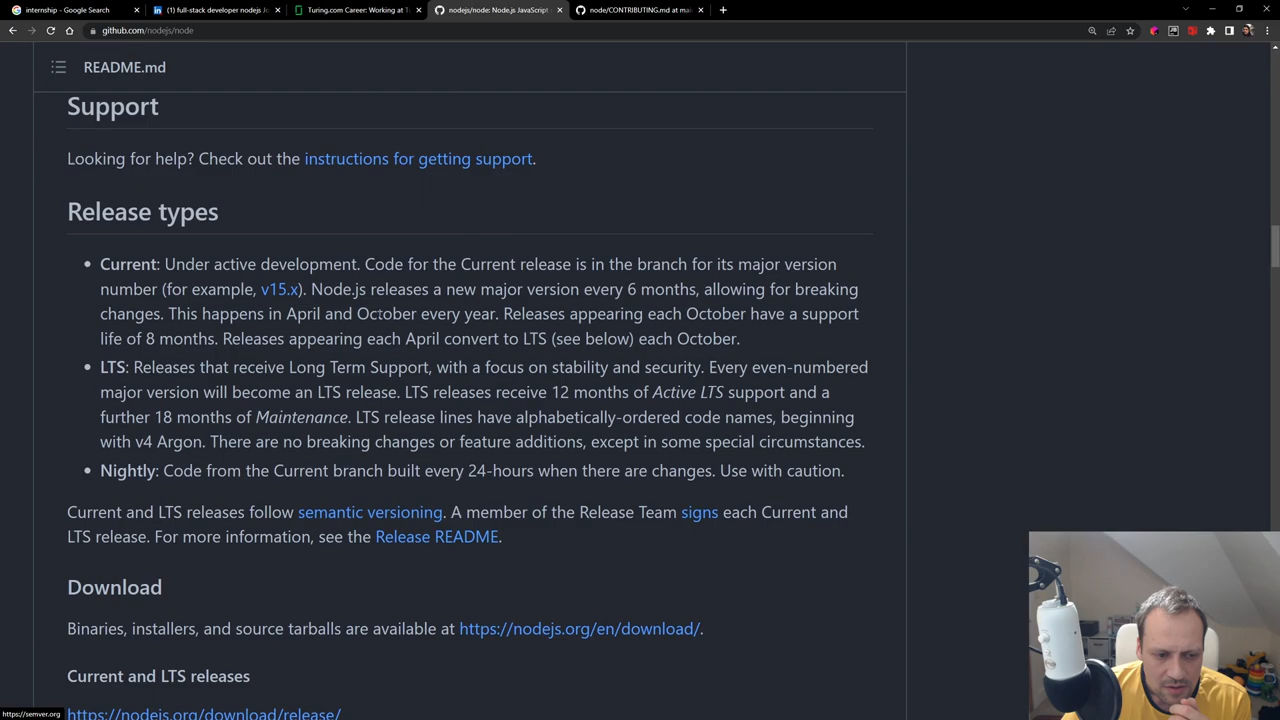 internship - Google Search
(1) full-stack developer nodejs Jo
Turing.com Career: Working at Tu
nodejs/node: Node.js JavaScript
node/CONTRIBUTING.md at mai
github.com/nodejs/node
README.md
Support
Looking for help? Check out the instructions for getting support.
Release types
Current: Under active development. Code for the Current release is in the branch for its major version
number (for example, v15.x). Node.js releases a new major version every 6 months, allowing for breaking
changes. This happens in April and October every year. Releases appearing each October have a support
life of 8 months. Releases appearing each April convert to LTS (see below) each October.
LTS: Releases that receive Long Term Support, with a focus on stability and security. Every even-numbered
major version will become an LTS release. LTS releases receive 12 months of Active LTS support and a
further 18 months of Maintenance. LTS release lines have alphabetically-ordered code names, beginning
with v4 Argon. There are no breaking changes or feature additions, except in some special circumstances.
Nightly: Code from the Current branch built every 24-hours when there are changes. Use with caution.
Current and LTS releases follow semantic versioning. A member of the Release Team signs each Current and
LTS release. For more information, see the Release README.
Download
Binaries, installers, and source tarballs are available at https://nodejs.org/en/download/.
Current and LTS releases
https://nodejs.org/download/release/
https://semver.org